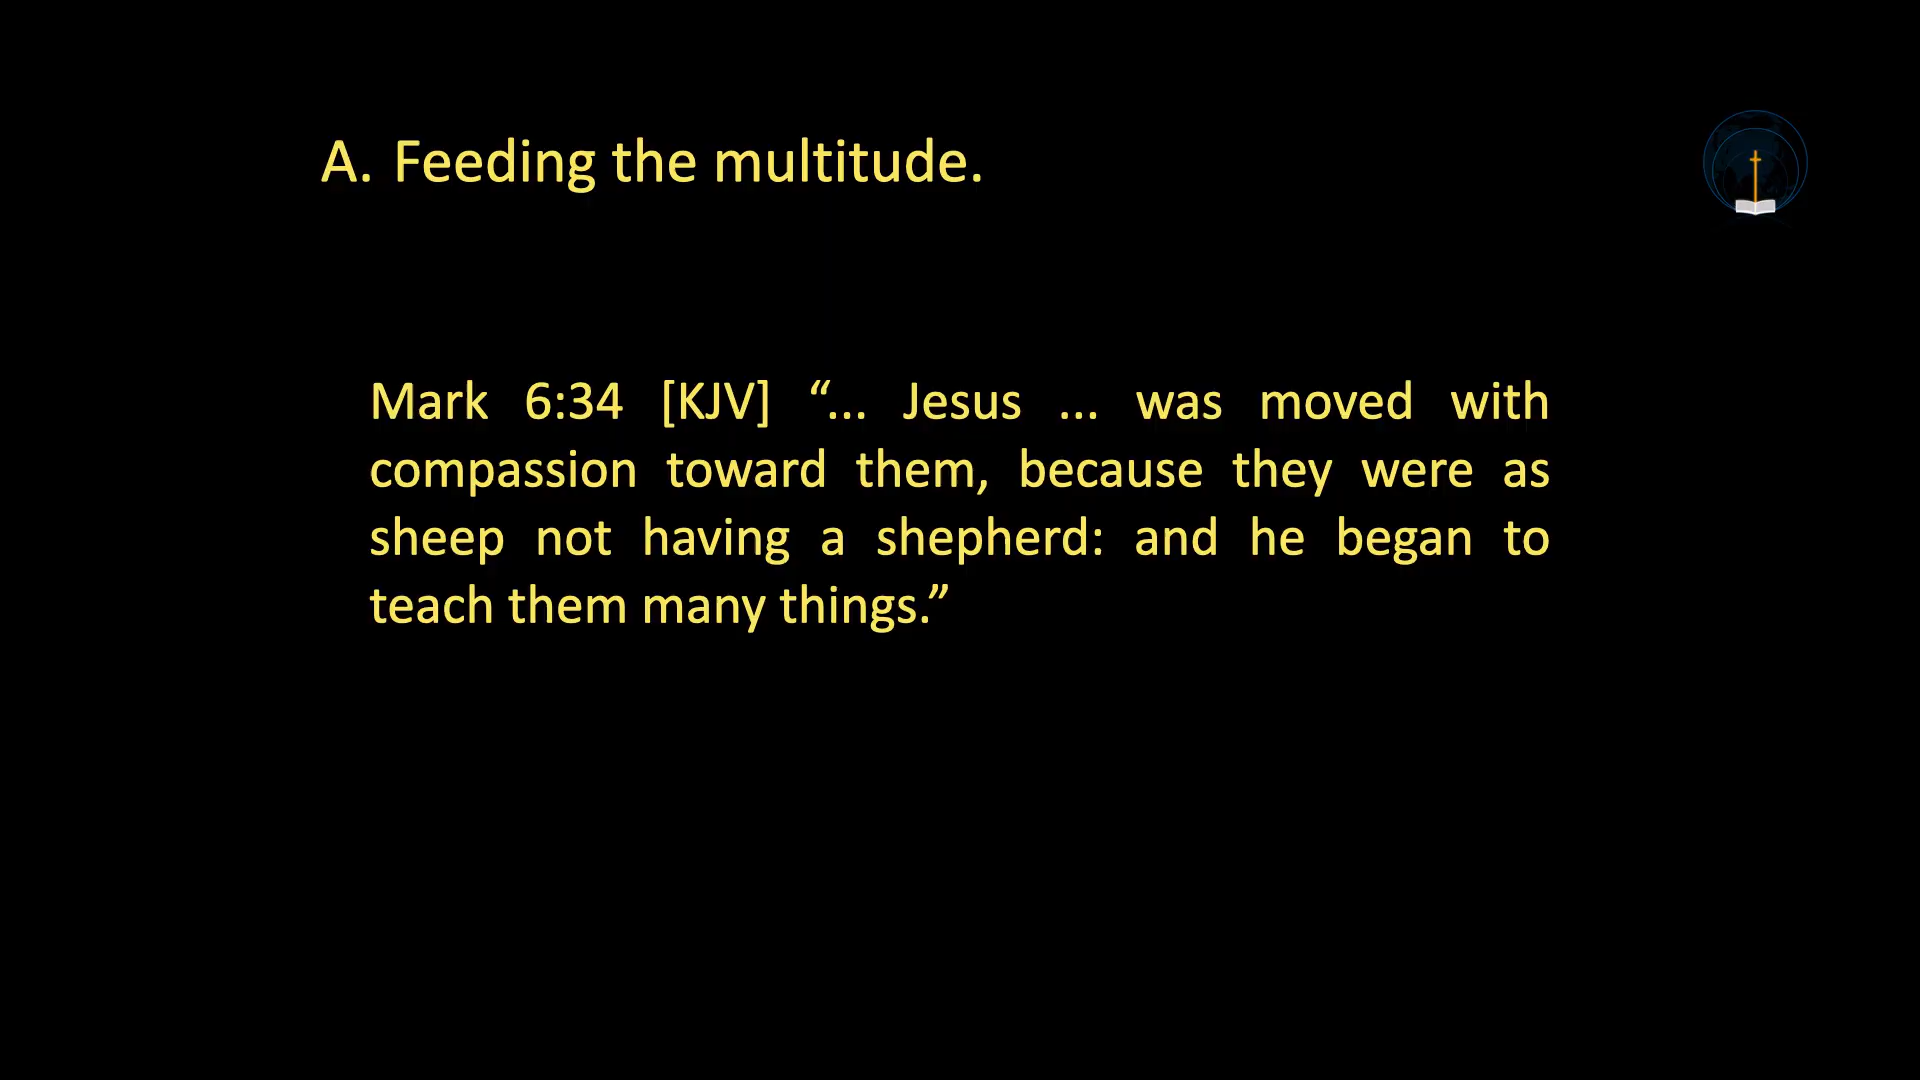 A. Feeding the multitude.
Mark 6:34 [KJV] “... Jesus ... was moved with
compassion toward them, because they were as
sheep not having a shepherd: and he began to
teach them many things.”